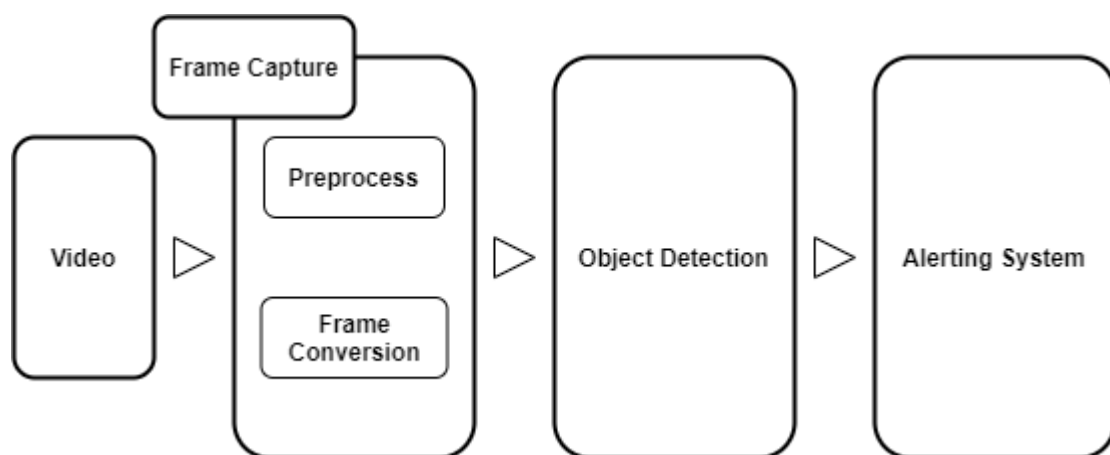 Frame Capture
Preprocess
Video
Object Detection
Alerting System
Frame
Conversion